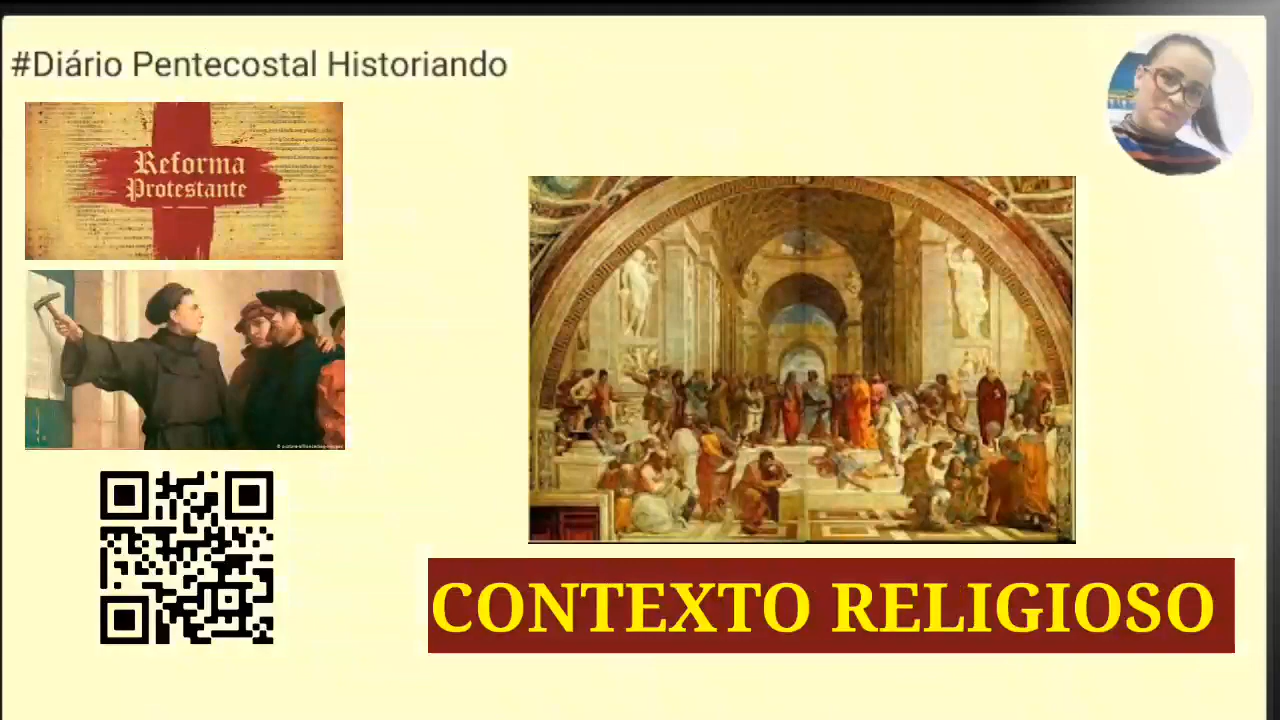 #Diário Pentecostal Historiando
Reforma
Protestante
CONTEXTO RELIGIOSO